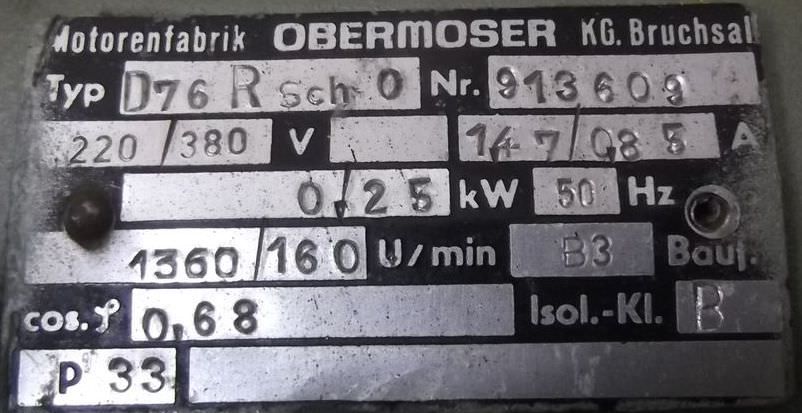 Motorenfabrik OBERMOSER KG. Bruchsal
Typ D76 R Sch 0 Nr. 913609
220/380 V 1,47/0,85 A
0,25 kW 50 Hz
1360/160 U/min B3 Bauf.
cos. φ 0,68 Isol.-Kl. B
P 33